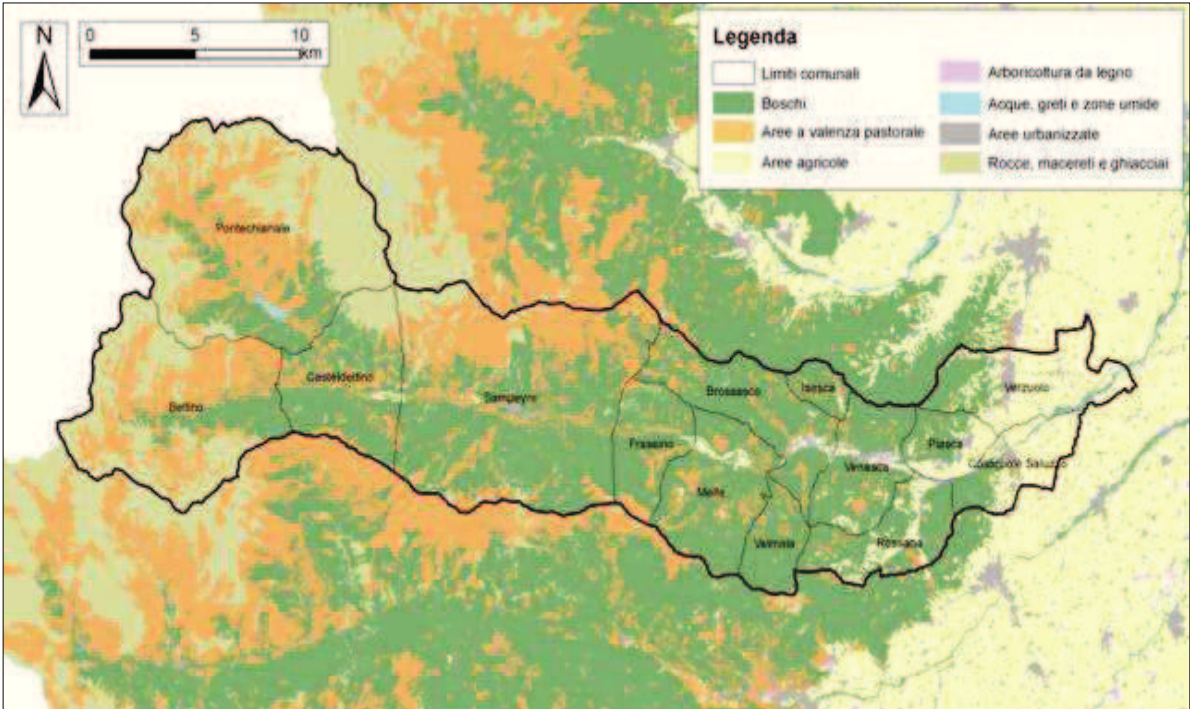 N
0 5 10
km
Legenda
Limiti comunali
Boschi
Aree a valenza pastorale
Aree agricole
Arboricoltura da legno
Acque, greti e zone umide
Aree urbanizzate
Rocce, macereti e ghiacciai
Pontechianale
Casteldelfino
Bellino
Sampeyre
Brossasco
Isasca
Verzuolo
Frassino
Piasca
Costigliole Saluzzo
Venasca
Melle
Valmala
Rossana